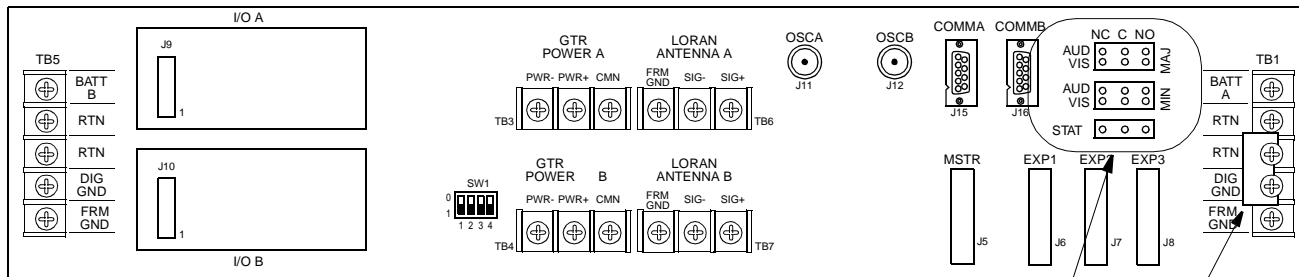 I/O A
J9
1
TB5
BATT
B
RTN
RTN
DIG
GND
FRM
GND
J10
1
I/O B
GTR
POWER A
PWR- PWR+ CMN
TB3
LORAN
ANTENNA A
FRM
GND
SIG- SIG+
TB6
SW1
0
1
1 2 3 4
GTR
POWER B
PWR- PWR+ CMN
TB4
LORAN
ANTENNA B
FRM
GND
SIG- SIG+
TB7
OSCA
J11
OSCB
J12
COMMA
J15
COMMB
J16
NC C NO
AUD
VIS
MAJ
AUD
VIS
MIN
STAT
MSTR
J5
EXP1
J6
EXP2
J7
EXP3
J8
TB1
BATT
A
RTN
RTN
DIG
GND
FRM
GND